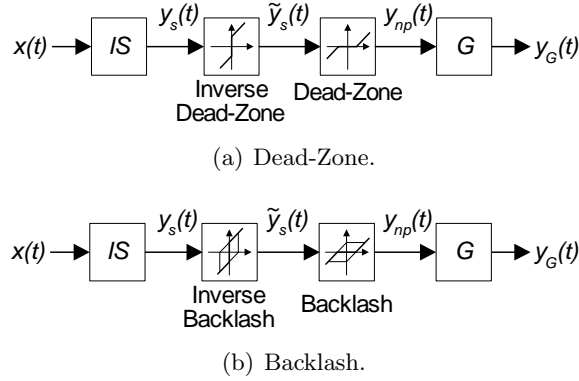 x(t) IS y_s(t) ỹ_s(t) y_np(t) G y_G(t)
Inverse Dead-Zone
Dead-Zone
(a) Dead-Zone.
x(t) IS y_s(t) ỹ_s(t) y_np(t) G y_G(t)
Inverse Backlash
Backlash
(b) Backlash.